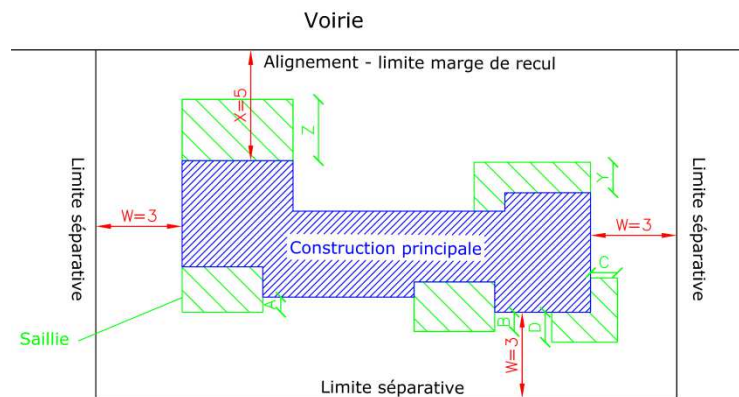 Voirie
Alignement - limite marge de recul
X=5
Z
Y
Limite séparative
Limite séparative
W=3
W=3
Construction principale
C
A
B
D
Saillie
W=3
Limite séparative